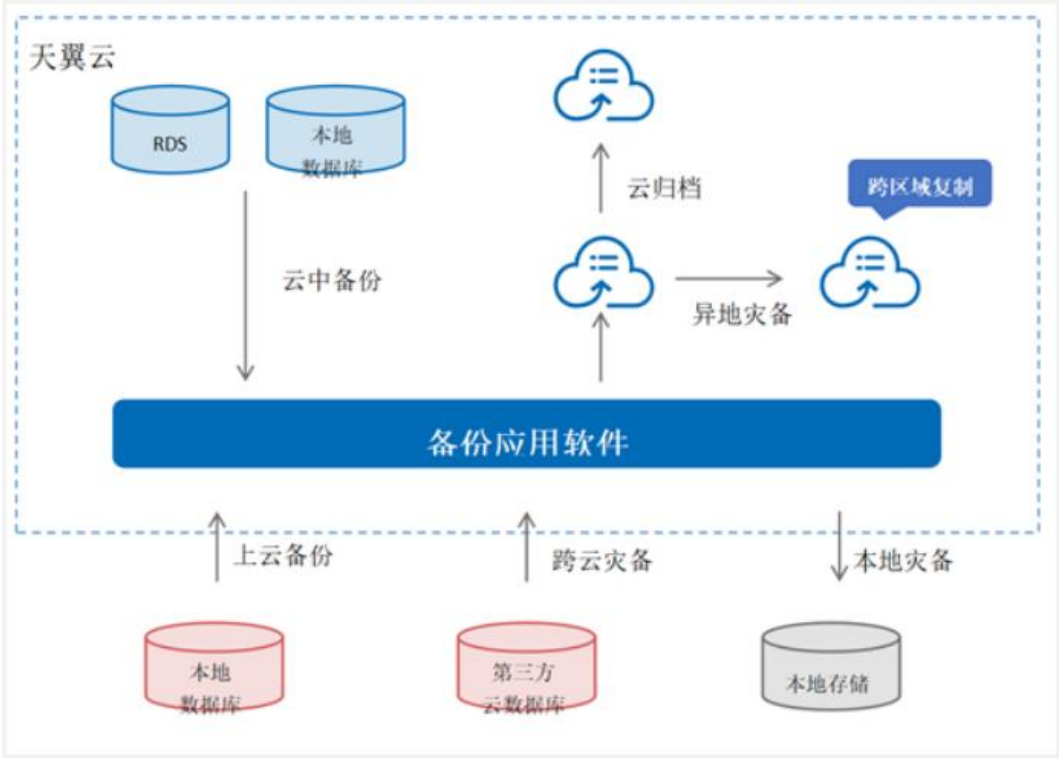 天翼云
RDS
本地
数据库
云归档
跨区域复制
云中备份
异地灾备
备份应用软件
上云备份
跨云灾备
本地灾备
本地
数据库
第三方
云数据库
本地存储